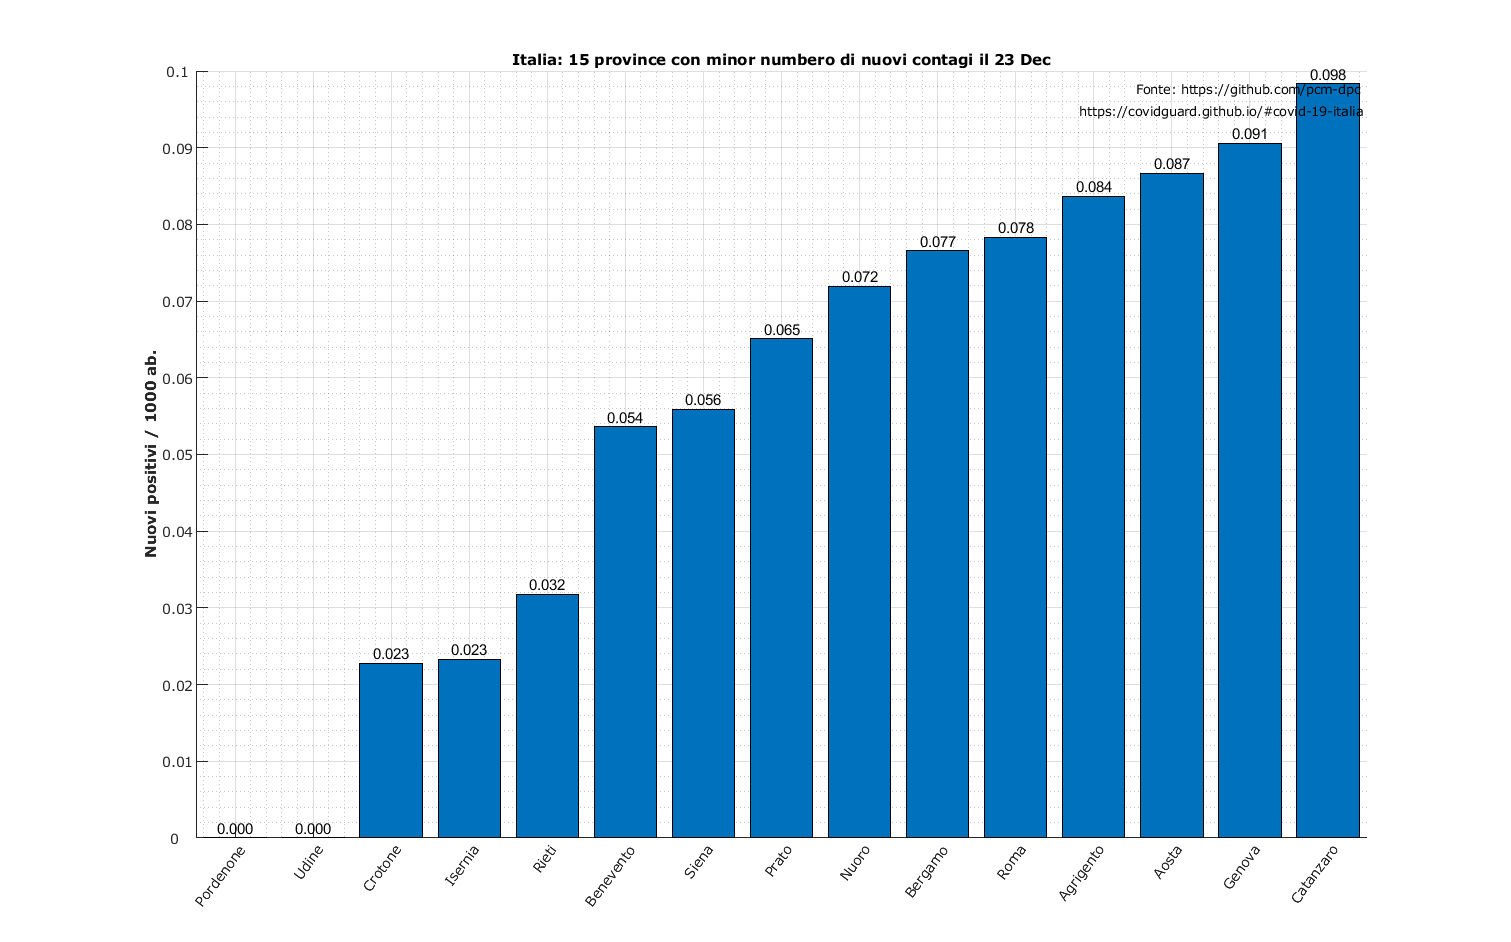 Italia: 15 province con minor numbero di nuovi contagi il 23 Dec
Fonte: https://github.com/pcm-dpc
https://covidguard.github.io/#covid-19-italia
Nuovi positivi / 1000 ab.
0.1
0.09
0.08
0.07
0.06
0.05
0.04
0.03
0.02
0.01
0
0.000
0.000
0.023
0.023
0.032
0.054
0.056
0.065
0.072
0.077
0.078
0.084
0.087
0.091
0.098
Pordenone
Udine
Crotone
Isernia
Rieti
Benevento
Siena
Prato
Nuoro
Bergamo
Roma
Agrigento
Aosta
Genova
Catanzaro